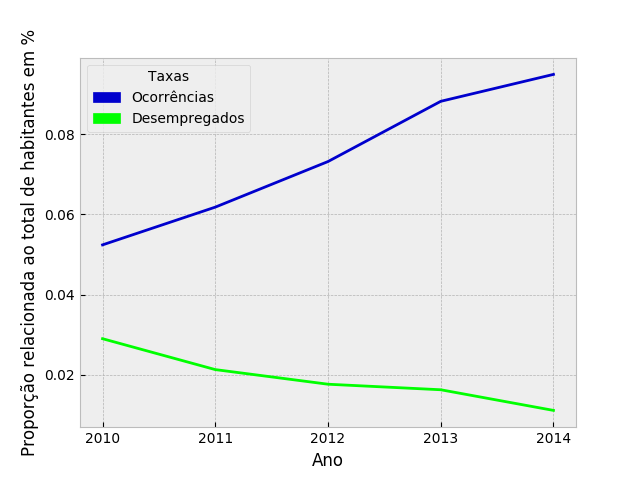 Proporção relacionada ao total de habitantes em %
Taxas
Ocorrências
Desempregados
0.08
0.06
0.04
0.02
2010 2011 2012 2013 2014
Ano